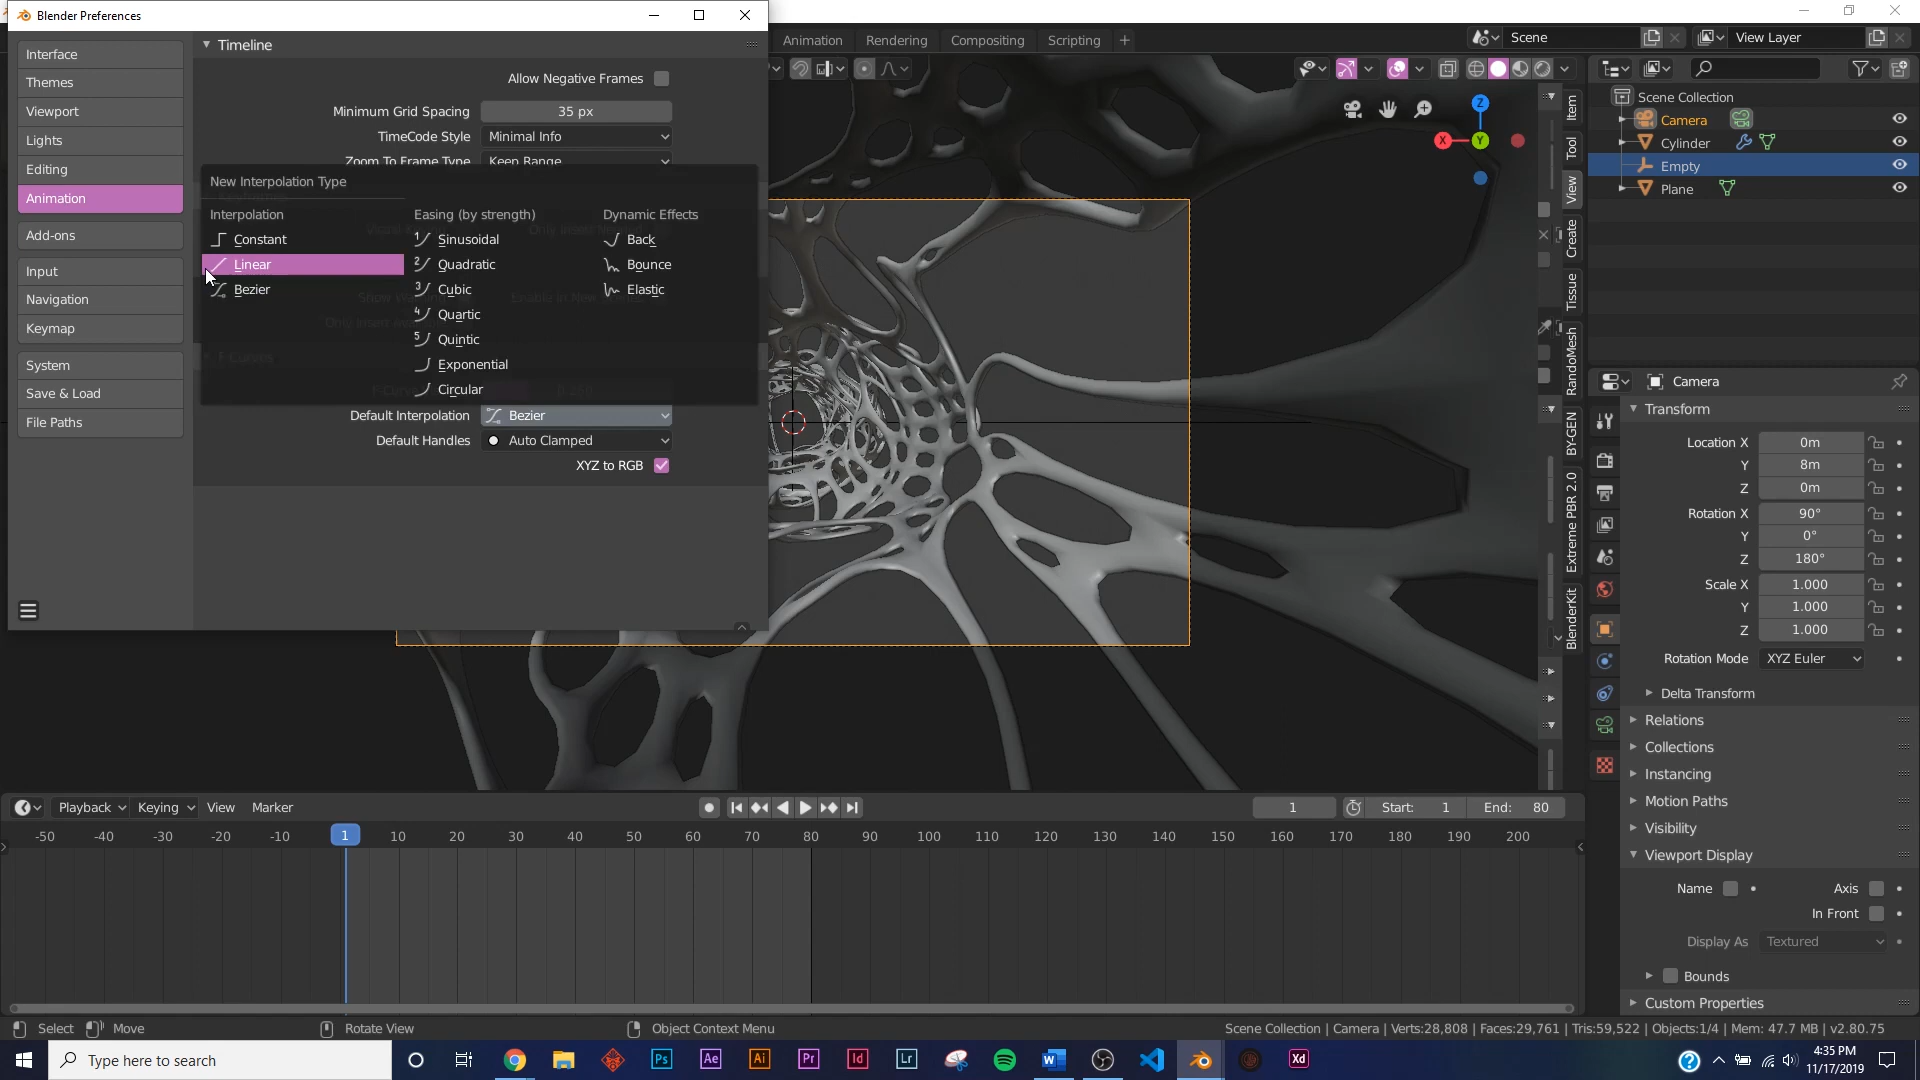 Blender Preferences
Interface
Themes
Viewport
Lights
Editing
Animation
Add-ons
Input
Navigation
Keymap
System
Save & Load
File Paths
Timeline
Allow Negative Frames
Minimum Grid Spacing 35 px
TimeCode Style Minimal Info
Zoom To Frame Type Keep Range
New Interpolation Type
Interpolation Easing (by strength) Dynamic Effects
Constant Sinusoidal Back
Linear Quadratic Bounce
Bezier Cubic Elastic
Quartic
Quintic
Exponential
Circular
Default Interpolation Bezier
Default Handles Auto Clamped
XYZ to RGB
Animation Rendering Compositing Scripting +
Scene View Layer
Z
X
Y
Item
Tool
View
Create
Tissue
RandoMesh
BY-GEN
Extreme PBR 2.0
BlenderKit
Scene Collection
Camera
Cylinder
Empty
Plane
Camera
Transform
Location X 0m
Y 8m
Z 0m
Rotation X 90°
Y 0°
Z 180°
Scale X 1.000
Y 1.000
Z 1.000
Rotation Mode XYZ Euler
Delta Transform
Relations
Collections
Instancing
Motion Paths
Visibility
Viewport Display
Name Axis
In Front
Display As Textured
Bounds
Custom Properties
Playback Keying View Marker 1 Start: 1 End: 80
-50 -40 -30 -20 -10 1 10 20 30 40 50 60 70 80 90 100 110 120 130 140 150 160 170 180 190 200
Select Move Rotate View Object Context Menu Scene Collection | Camera | Verts:28,808 | Faces:29,761 | Tris:59,522 | Objects:1/4 | Mem: 47.7 MB | v2.80.75
Type here to search Ps Ae Ai Pr Id Lr W Xd ?
4:35 PM
11/17/2019